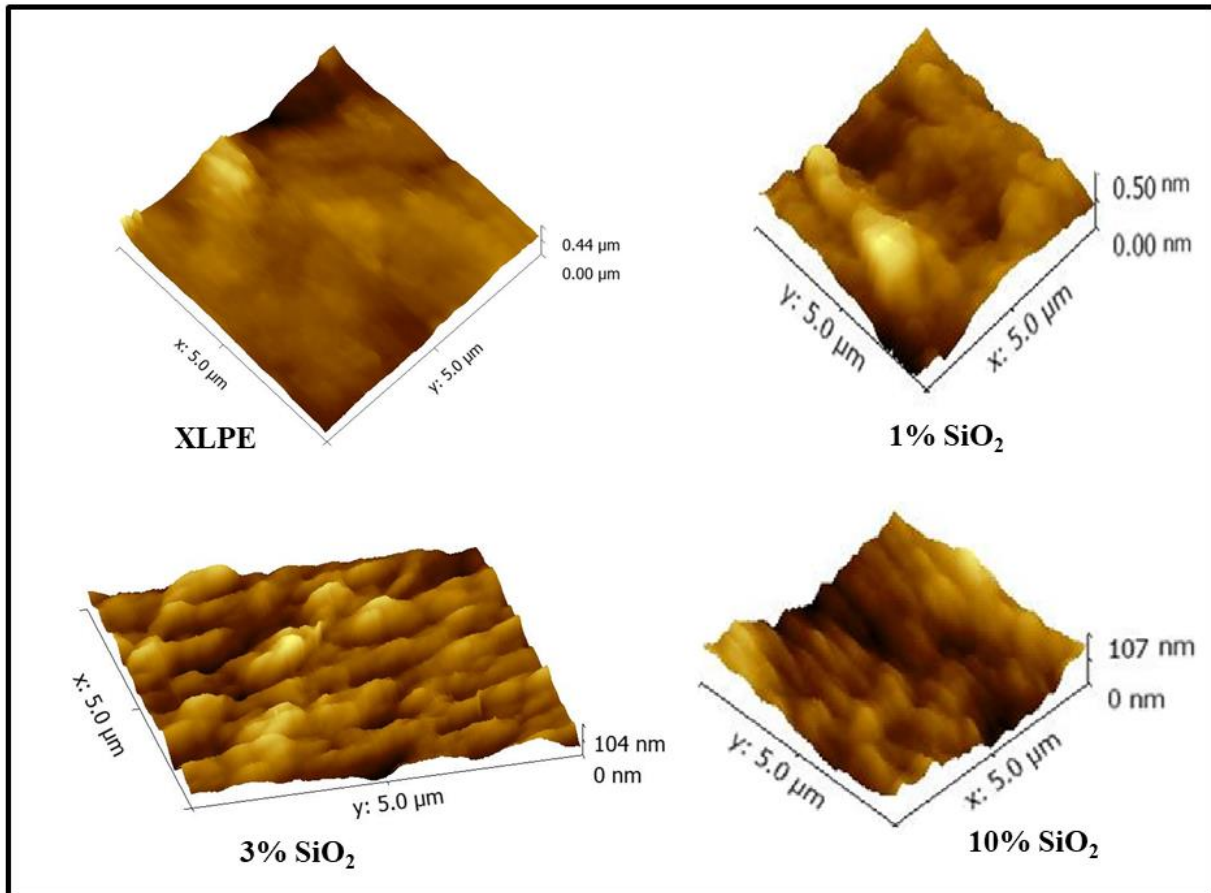 0.44 µm
0.00 µm
x: 5.0 µm
y: 5.0 µm
XLPE
0.50 nm
0.00 nm
y: 5.0 µm
x: 5.0 µm
1% SiO₂
x: 5.0 µm
104 nm
0 nm
y: 5.0 µm
3% SiO₂
107 nm
0 nm
y: 5.0 µm
x: 5.0 µm
10% SiO₂